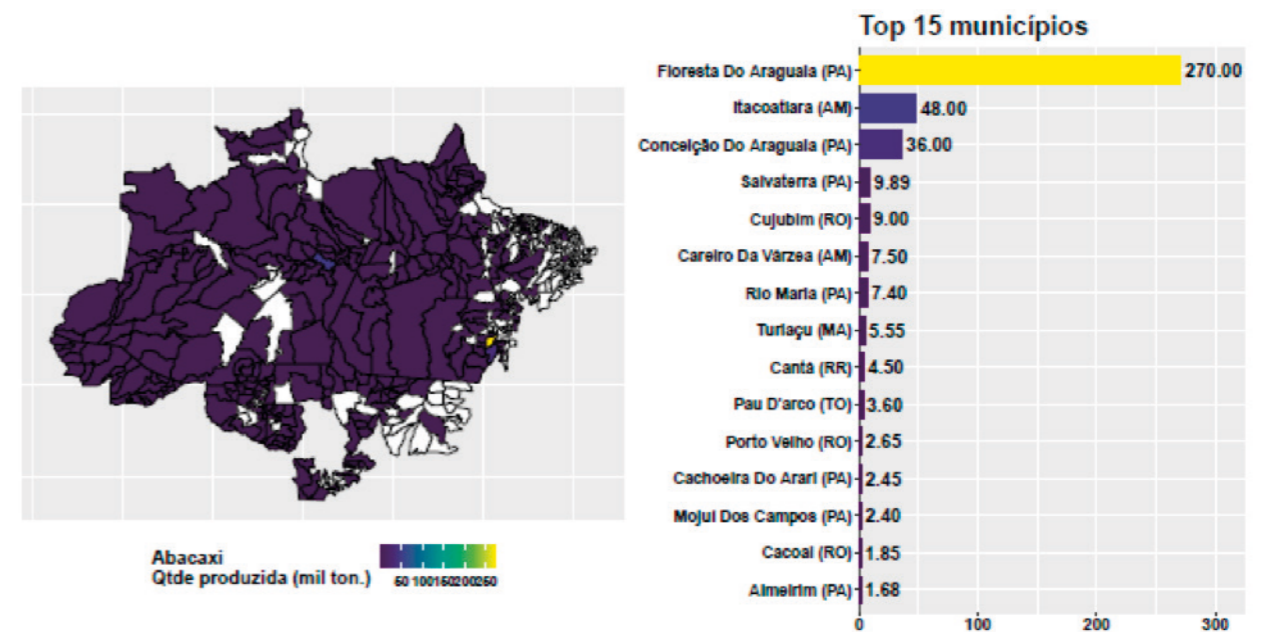 Top 15 municípios
Floresta Do Araguaia (PA) 270.00
Itacoatiara (AM) 48.00
Conceição Do Araguaia (PA) 36.00
Salvaterra (PA) 9.89
Cujubim (RO) 9.00
Careiro Da Várzea (AM) 7.50
Rio Maria (PA) 7.40
Turiaçu (MA) 5.55
Cantá (RR) 4.50
Pau D'arco (TO) 3.60
Porto Velho (RO) 2.65
Cachoeira Do Arari (PA) 2.45
Mojuí Dos Campos (PA) 2.40
Cacoal (RO) 1.85
Almeirim (PA) 1.68
0 100 200 300
Abacaxi
Qtde produzida (mil ton.) 50 100 150 200 250